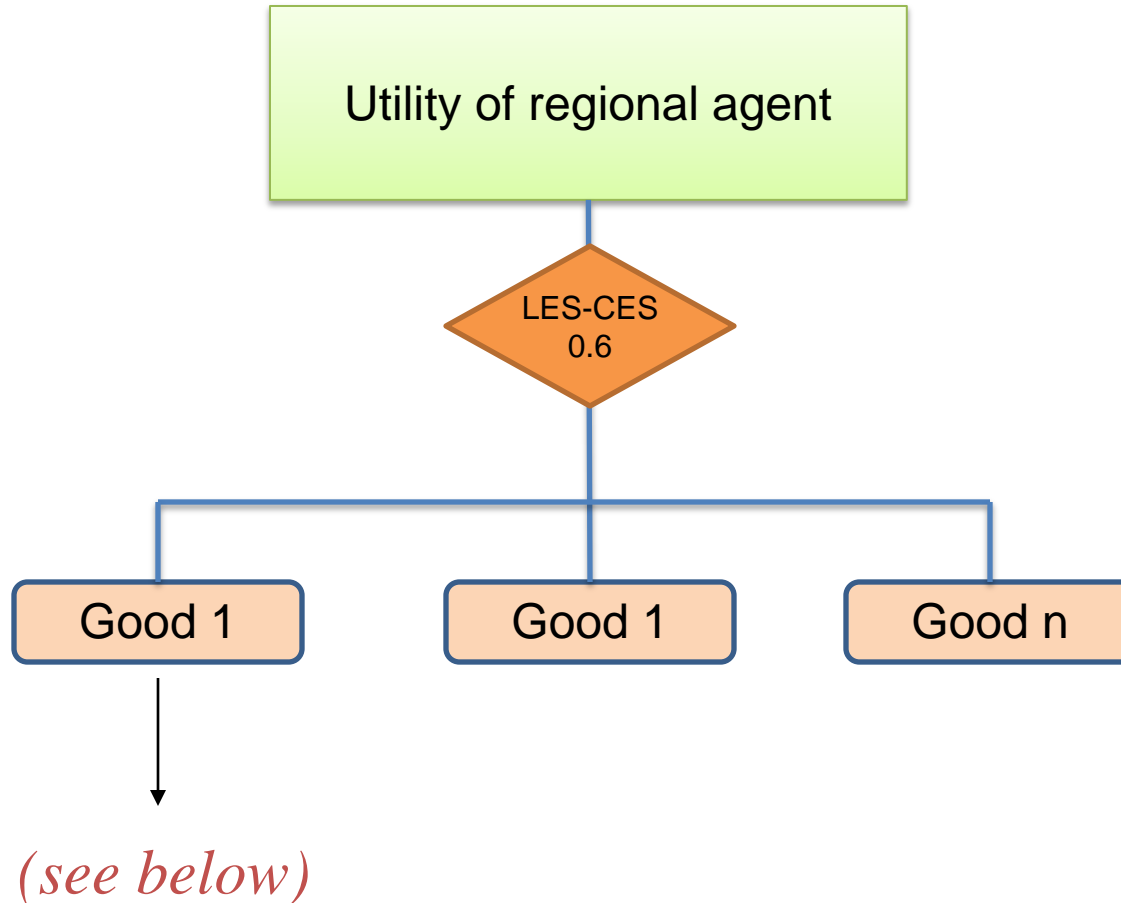 Utility of regional agent
LES-CES
0.6
Good 1
Good 1
Good n
(see below)